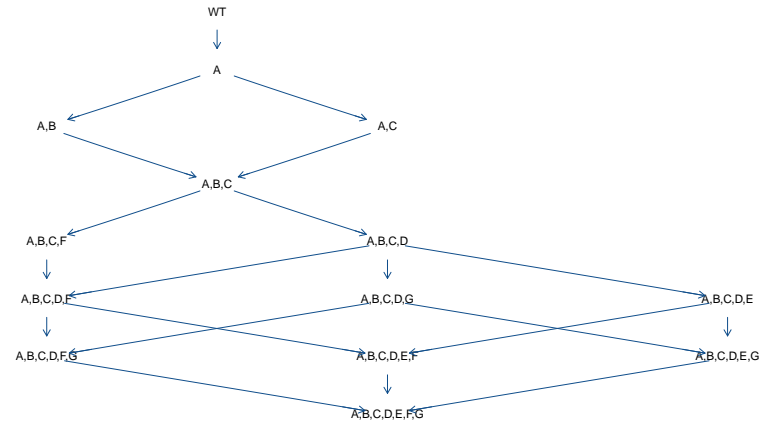 WT
A
A,B A,C
A,B,C
A,B,C,F A,B,C,D
A,B,C,D,F A,B,C,D,G A,B,C,D,E
A,B,C,D,F,G A,B,C,D,E,F A,B,C,D,E,G
A,B,C,D,E,F,G